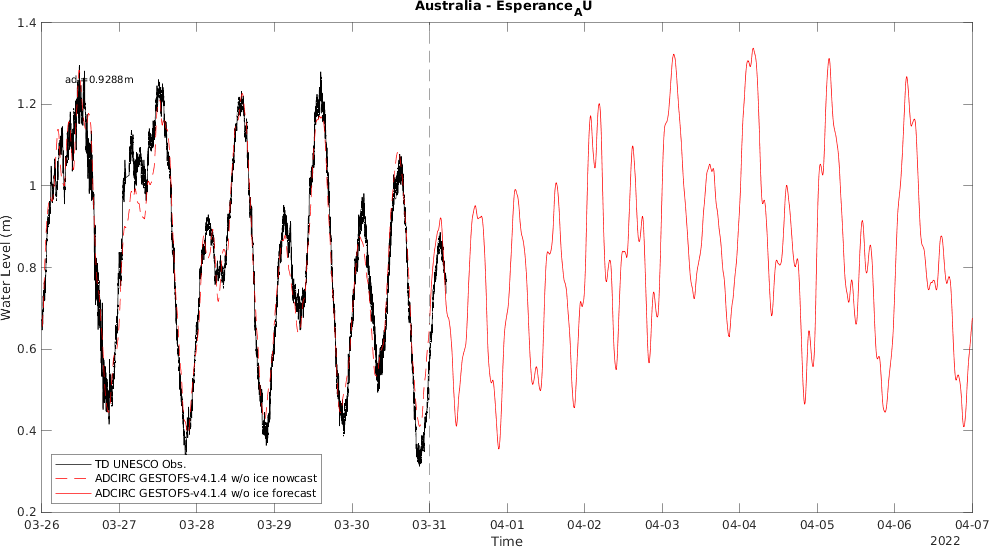 Australia - Esperance_AU
1.4
1.2
1
0.8
0.6
0.4
0.2
Water Level (m)
adj=0.9288m
TD UNESCO Obs.
ADCIRC GESTOFS-v4.1.4 w/o ice nowcast
ADCIRC GESTOFS-v4.1.4 w/o ice forecast
03-26 03-27 03-28 03-29 03-30 03-31 04-01 04-02 04-03 04-04 04-05 04-06 04-07
Time
2022